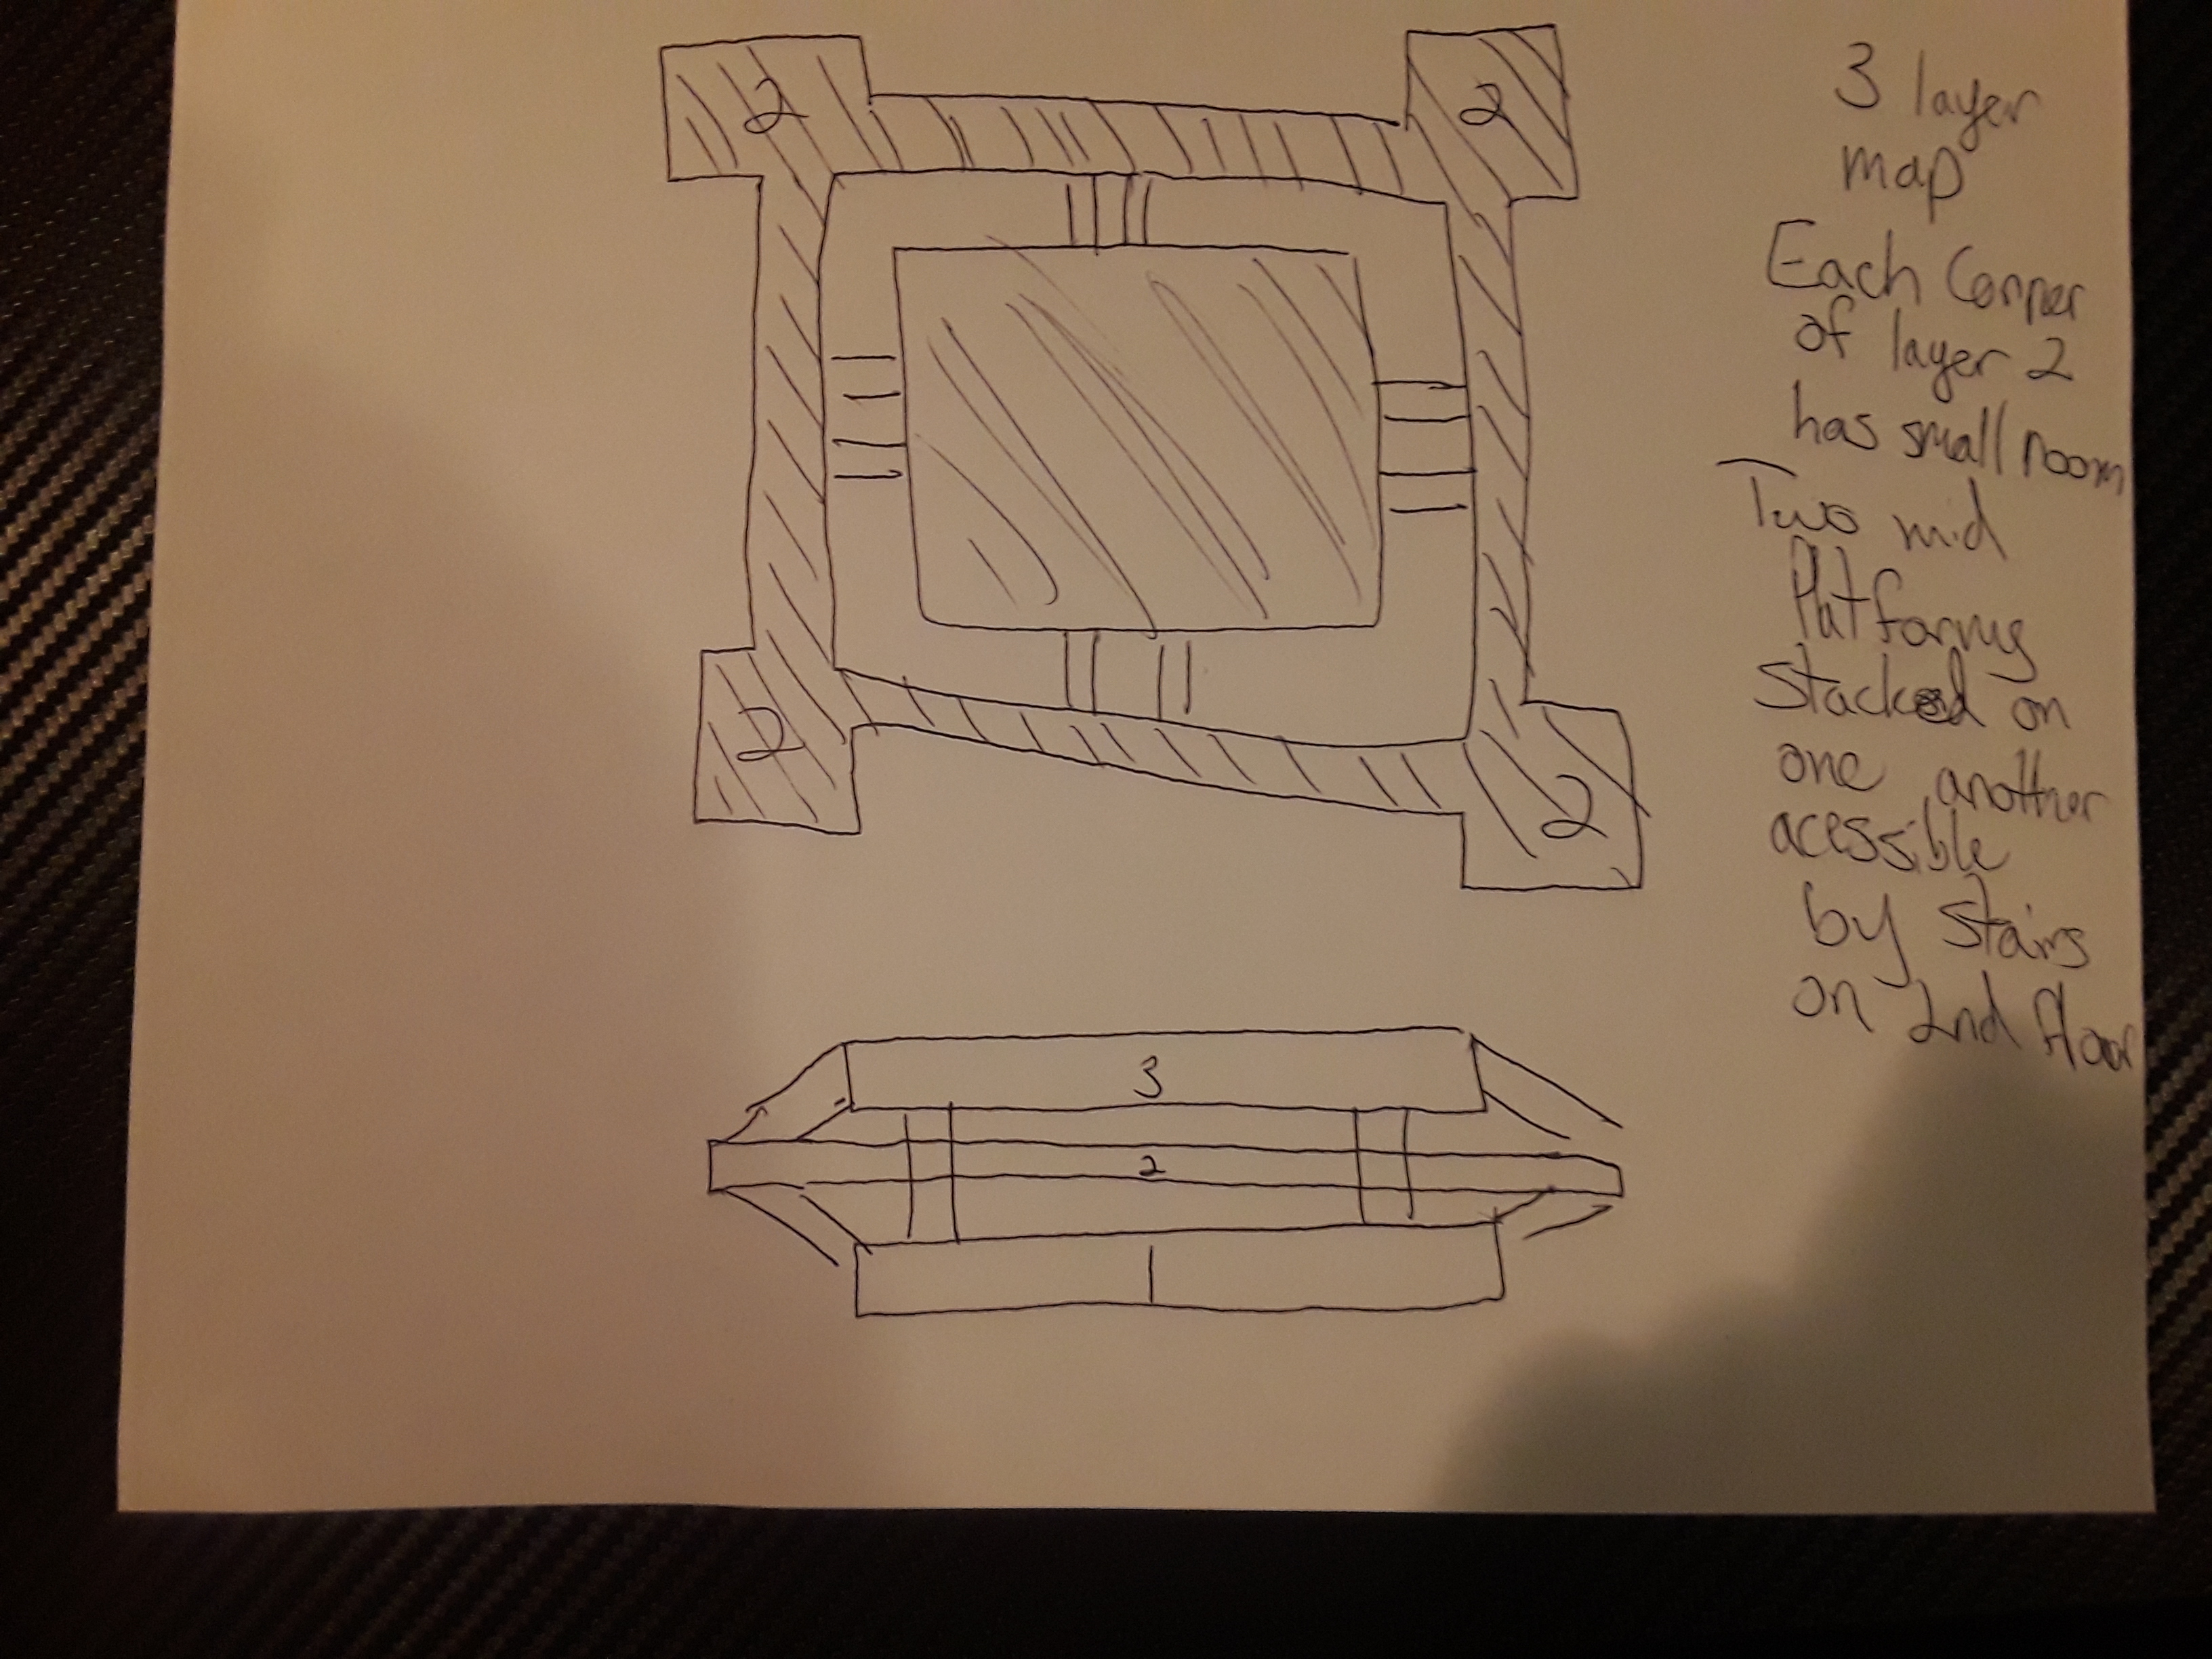 2
2
2
2
3
2
1
3 layer
map
Each Corner
of layer 2
has small room
Two mid
Platforms
Stacked on
one another
acessible
by Stairs
on 2nd floor